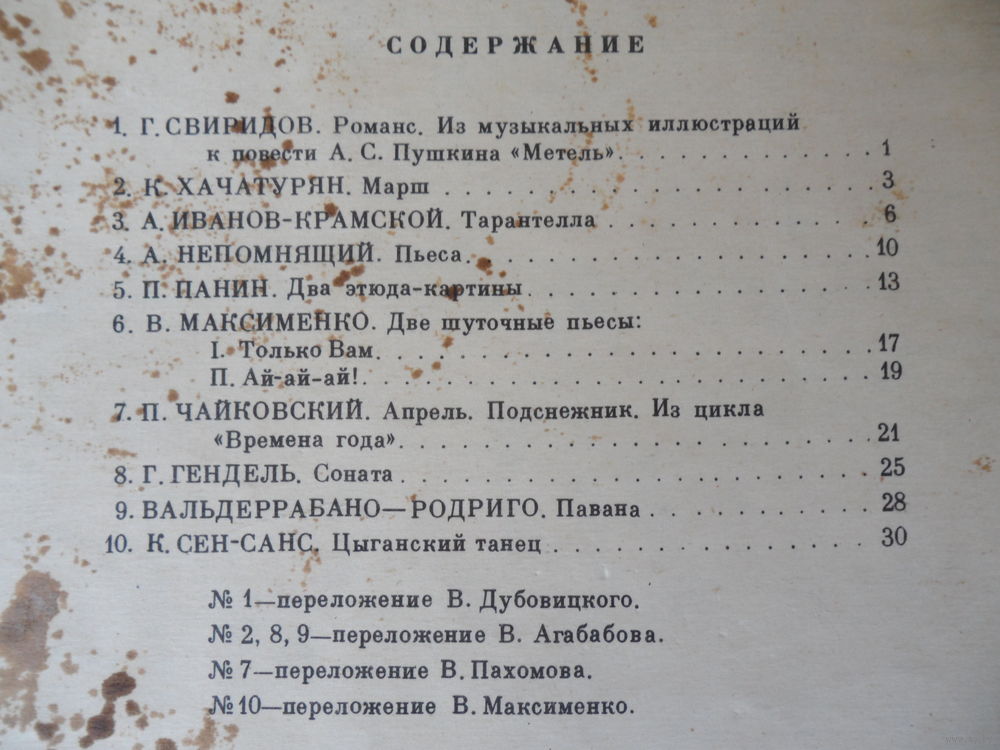 СОДЕРЖАНИЕ
1. Г. СВИРИДОВ. Романс. Из музыкальных иллюстраций
к повести А. С. Пушкина «Метель». . . . . . . . . . . . . 1
2. К. ХАЧАТУРЯН. Марш . . . . . . . . . . . . . . . . . . . 3
3. А. ИВАНОВ-КРАМСКОЙ. Тарантелла . . . . . . . . . . . . 6
4. А. НЕПОМНЯЩИЙ. Пьеса. . . . . . . . . . . . . . . . . . 10
5. П. ПАНИН. Два этюда-картины . . . . . . . . . . . . . . 13
6. В. МАКСИМЕНКО. Две шуточные пьесы:
I. Только Вам. . . . . . . . . . . . . . . . . . . . . . 17
П. Ай-ай-ай!. . . . . . . . . . . . . . . . . . . . . . 19
7. П. ЧАЙКОВСКИЙ. Апрель. Подснежник. Из цикла
«Времена года». . . . . . . . . . . . . . . . . . . . . 21
8. Г. ГЕНДЕЛЬ. Соната . . . . . . . . . . . . . . . . . . . 25
9. ВАЛЬДЕРРАБАНО—РОДРИГО. Павана . . . . . . . . . . 28
10. К. СЕН-САНС. Цыганский танец . . . . . . . . . . . . . 30
№ 1—переложение В. Дубовицкого.
№ 2, 8, 9—переложение В. Агабабова.
№ 7—переложение В. Пахомова.
№ 10—переложение В. Максименко.